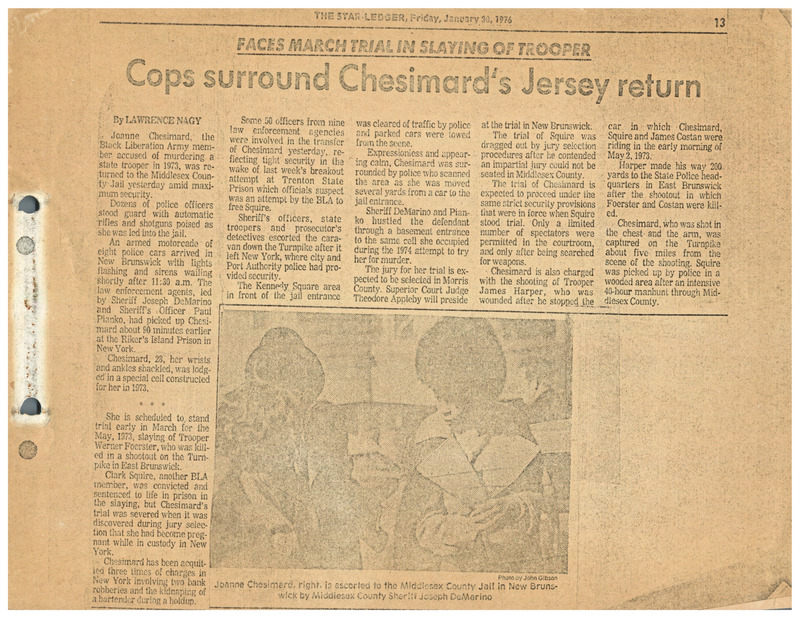 THE STAR-LEDGER, Friday, January 30, 1976
13
FACES MARCH TRIAL IN SLAYING OF TROOPER
Cops surround Chesimard's Jersey return
By LAWRENCE NAGY
Joanne Chesimard, the
Black Liberation Army mem-
ber accused of murdering a
state trooper in 1973, was re-
turned to the Middlesex Coun-
ty Jail yesterday amid maxi-
mum security.
Dozens of police officers
stood guard with automatic
rifles and shotguns poised as
she was led into the jail.
An armed motorcade of
eight police cars arrived in
New Brunswick with lights
flashing and sirens wailing
shortly after 11:30 a.m. The
law enforcement agents, led
by Sheriff Joseph DeMarino
and Sheriff's Officer Paul
Pianko, had picked up Chesi-
mard about 90 minutes earlier
at the Riker's Island Prison in
New York.
Chesimard, 28, her wrists
and ankles shackled, was lodg-
ed in a special cell constructed
for her in 1973.
* * *
She is scheduled to stand
trial early in March for the
May, 1973, slaying of Trooper
Werner Foerster, who was kill-
ed in a shootout on the Turn-
pike in East Brunswick.
Clark Squire, another BLA
member, was convicted and
sentenced to life in prison in
the slaying, but Chesimard's
trial was severed when it was
discovered during jury selec-
tion that she had become preg-
nant while in custody in New
York.
Chesimard has been acquit-
ted three times of charges in
New York involving two bank
robberies and the kidnaping of
a bartender during a holdup.
Some 50 officers from nine
law enforcement agencies
were involved in the transfer
of Chesimard yesterday, re-
flecting tight security in the
wake of last week's breakout
attempt at Trenton State
Prison which officials suspect
was an attempt by the BLA to
free Squire.
Sheriff's officers, state
troopers and prosecutor's
detectives escorted the cara-
van down the Turnpike after it
left New York, where city and
Port Authority police had pro-
vided security.
The Kennedy Square area
in front of the jail entrance
was cleared of traffic by police
and parked cars were towed
from the scene.
Expressionless and appear-
ing calm, Chesimard was sur-
rounded by police who scanned
the area as she was moved
several yards from a car to the
jail entrance.
Sheriff DeMarino and Pian-
ko hustled the defendant
through a basement entrance
to the same cell she occupied
during the 1974 attempt to try
her for murder.
The jury for her trial is ex-
pected to be selected in Morris
County. Superior Court Judge
Theodore Appleby will preside
at the trial in New Brunswick.
The trial of Squire was
dragged out by jury selection
procedures after he contended
an impartial jury could not be
seated in Middlesex County.
The trial of Chesimard is
expected to proceed under the
same strict security provisions
that were in force when Squire
stood trial. Only a limited
number of spectators were
permitted in the courtroom,
and only after being searched
for weapons.
Chesimard is also charged
with the shooting of Trooper
James Harper, who was
wounded after he stopped the
car in which Chesimard,
Squire and James Costan were
riding in the early morning of
May 2, 1973.
Harper made his way 200
yards to the State Police head-
quarters in East Brunswick
after the shootout in which
Foerster and Costan were kill-
ed.
Chesimard, who was shot in
the chest and the arm, was
captured on the Turnpike
about five miles from the
scene of the shooting. Squire
was picked up by police in a
wooded area after an intensive
40-hour manhunt through Mid-
dlesex County.
Photo by John Gibson
Joanne Chesimard, right, is escorted to the Middlesex County Jail in New Bruns-
wick by Middlesex County Sheriff Joseph DeMarino